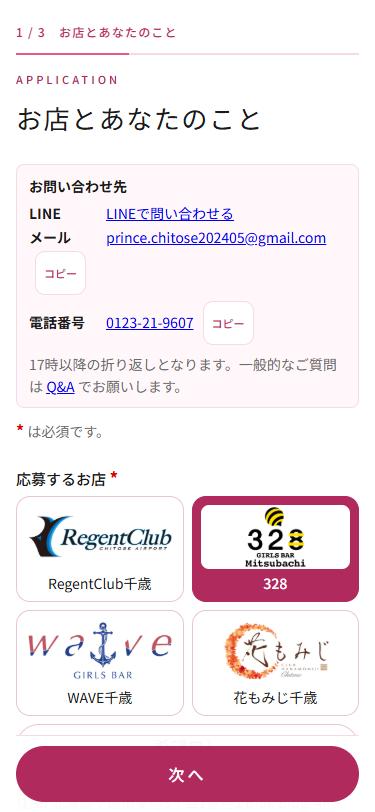 1 / 3 お店とあなたのこと
APPLICATION
お店とあなたのこと
お問い合わせ先
LINE LINEで問い合わせる
メール prince.chitose202405@gmail.com
コピー
電話番号 0123-21-9607 コピー
17時以降の折り返しとなります。一般的なご質問
は Q&A でお願いします。
* は必須です。
応募するお店 *
RegentClub
CHITOSE AIRPORT
RegentClub千歳
328
GIRLS BAR
Mitsubachi
328
wave
GIRLS BAR
WAVE千歳
花もみじ
Chitose
花もみじ千歳
次へ